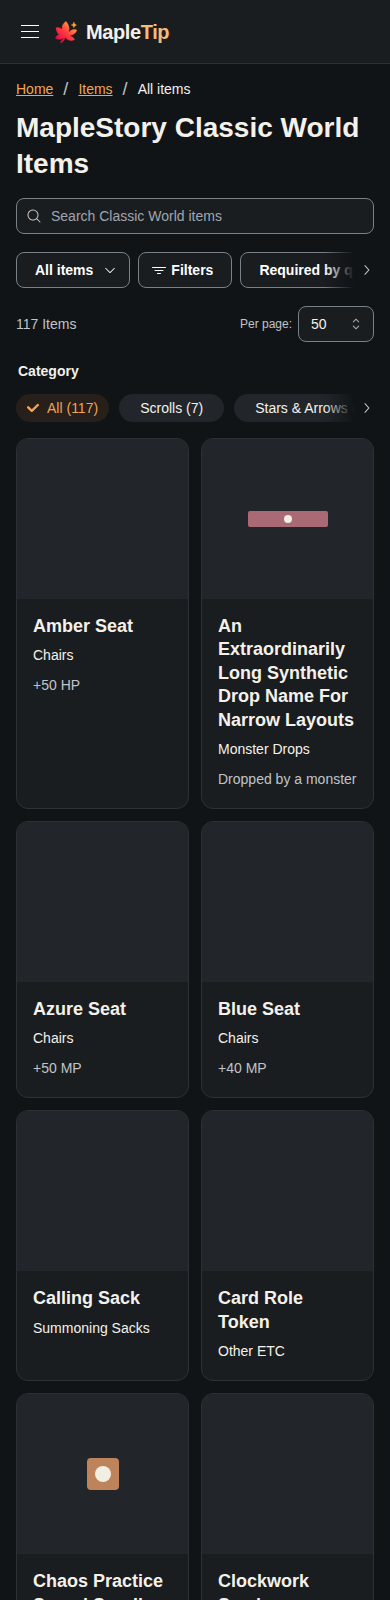 MapleTip
Home / Items / All items
MapleStory Classic World
Items
Search Classic World items
All items
Filters
Required by q
117 Items
Per page: 50
Category
All (117)
Scrolls (7)
Stars & Arrows
Amber Seat
Chairs
+50 HP
An
Extraordinarily
Long Synthetic
Drop Name For
Narrow Layouts
Monster Drops
Dropped by a monster
Azure Seat
Chairs
+50 MP
Blue Seat
Chairs
+40 MP
Calling Sack
Summoning Sacks
Card Role
Token
Other ETC
Chaos Practice
Clockwork